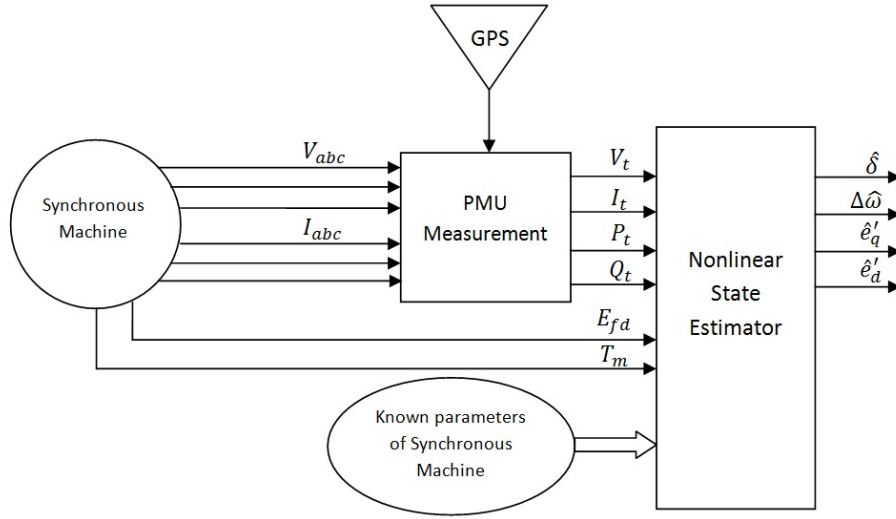 GPS
V_abc
I_abc
Synchronous
Machine
PMU
Measurement
V_t
I_t
P_t
Q_t
E_fd
T_m
Known parameters
of Synchronous
Machine
Nonlinear
State
Estimator
δ̂
Δω̂
ê′_q
ê′_d